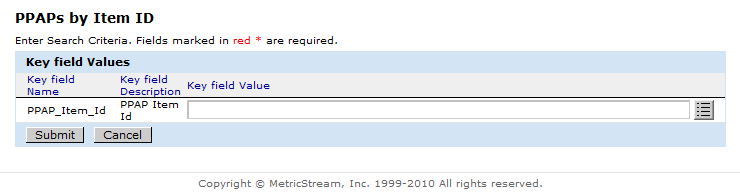 PPAPs by Item ID
Enter Search Criteria. Fields marked in red * are required.
Key field Values
Key field Name Key field Description Key field Value
PPAP_Item_Id PPAP Item Id
Submit Cancel
Copyright © MetricStream, Inc. 1999-2010 All rights reserved.